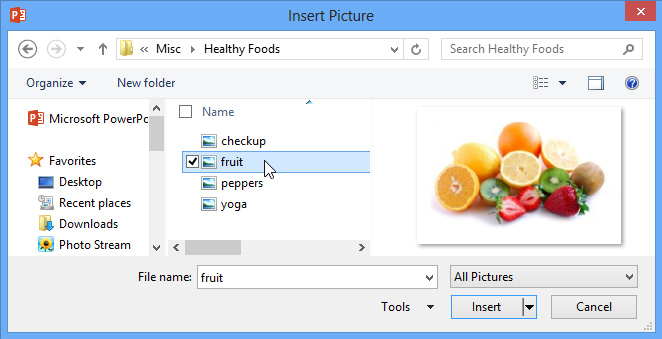 Insert Picture
Misc Healthy Foods Search Healthy Foods
Organize New folder
Microsoft PowerPo
Favorites
Desktop
Recent places
Downloads
Photo Stream
Name
checkup
fruit
peppers
yoga
File name: fruit All Pictures
Tools Insert Cancel